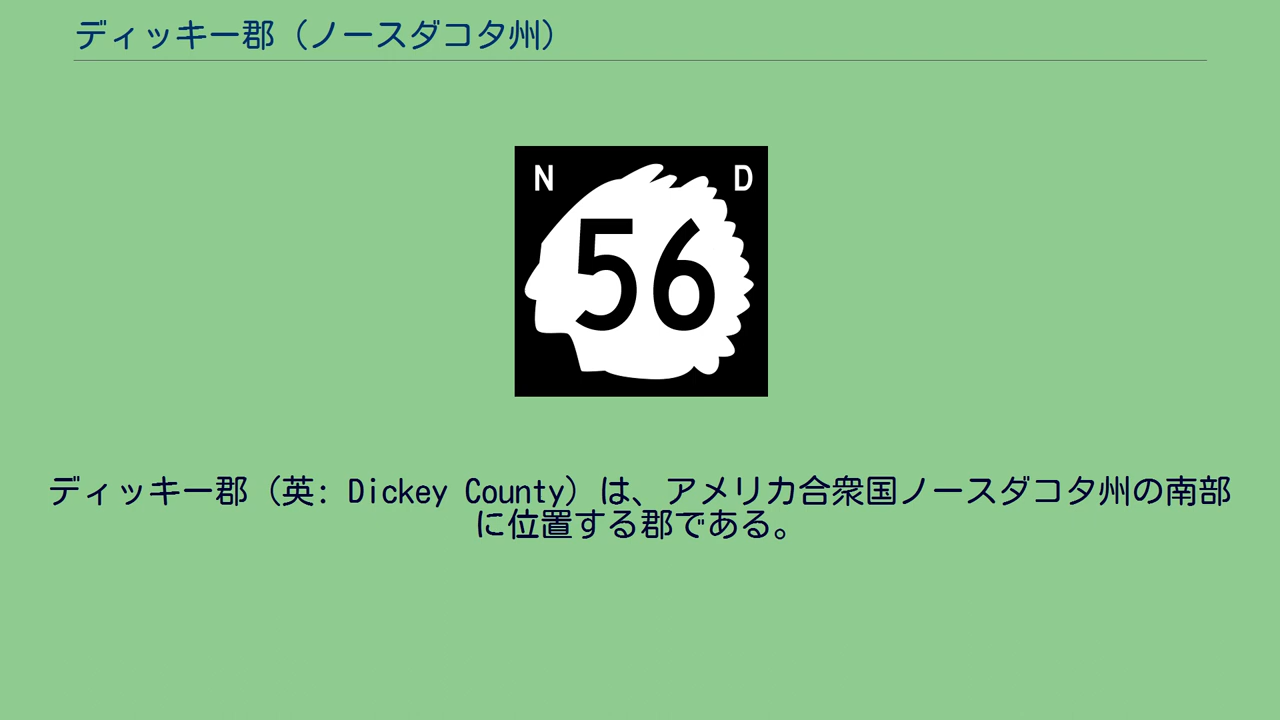 ディッキー郡（ノースダコタ州）
N D
56
ディッキー郡（英: Dickey County）は、アメリカ合衆国ノースダコタ州の南部
に位置する郡である。